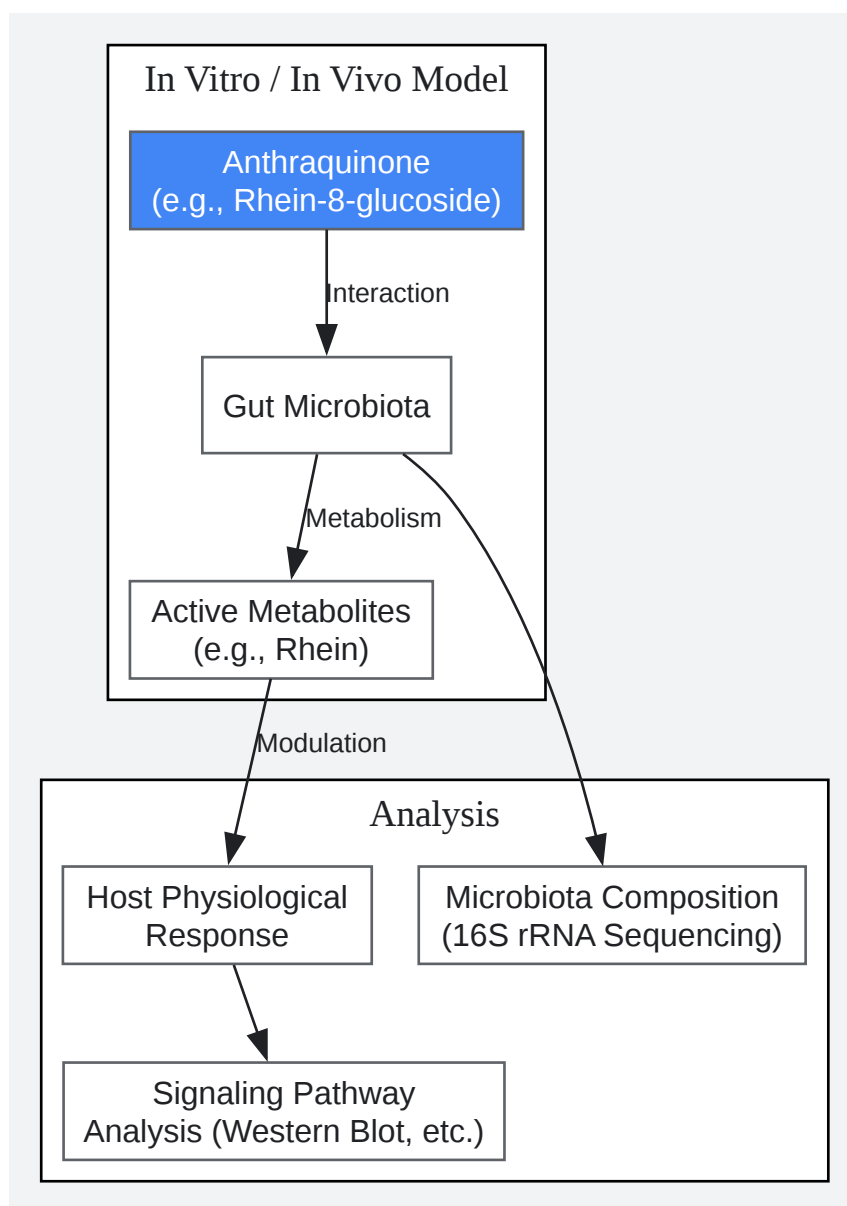 In Vitro / In Vivo Model
Anthraquinone
(e.g., Rhein-8-glucoside)
Interaction
Gut Microbiota
Metabolism
Active Metabolites
(e.g., Rhein)
Modulation
Analysis
Host Physiological
Response
Microbiota Composition
(16S rRNA Sequencing)
Signaling Pathway
Analysis (Western Blot, etc.)